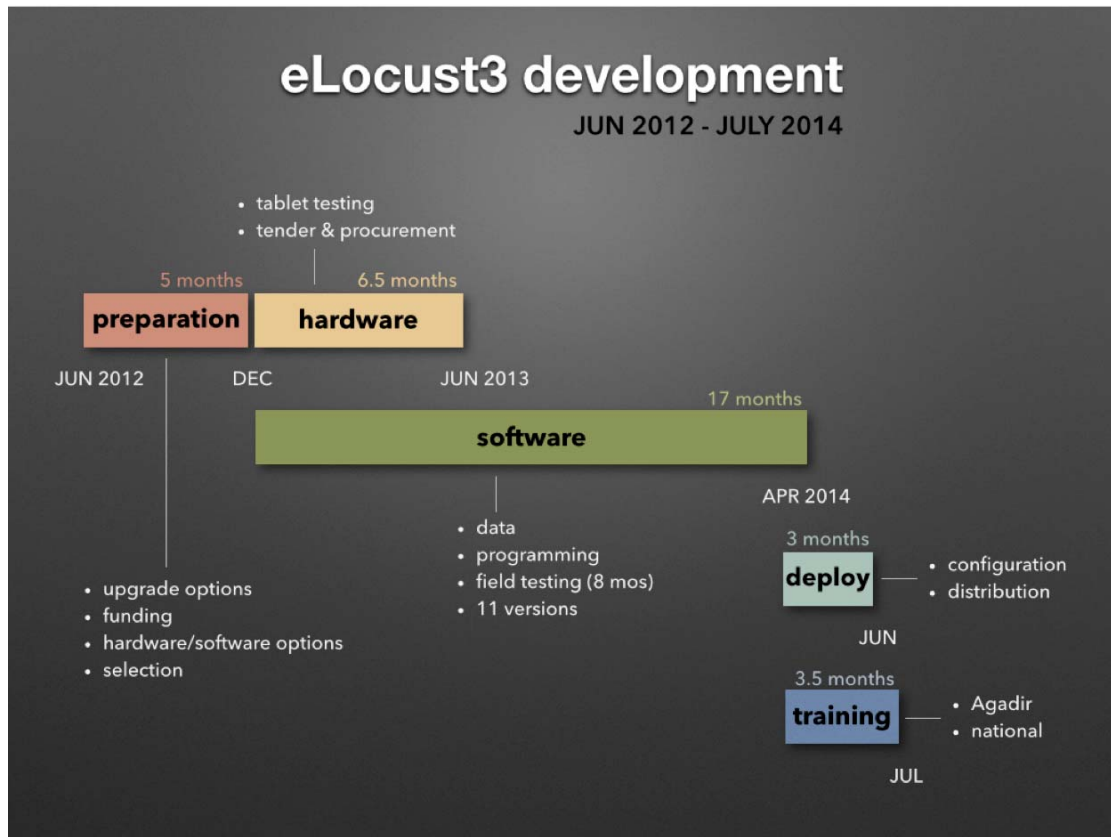 eLocust3 development
JUN 2012 - JULY 2014
• tablet testing
• tender & procurement
5 months
6.5 months
preparation
hardware
JUN 2012
DEC
JUN 2013
17 months
software
APR 2014
• data
• programming
• field testing (8 mos)
• 11 versions
• upgrade options
• funding
• hardware/software options
• selection
3 months
deploy
• configuration
• distribution
JUN
3.5 months
training
• Agadir
• national
JUL